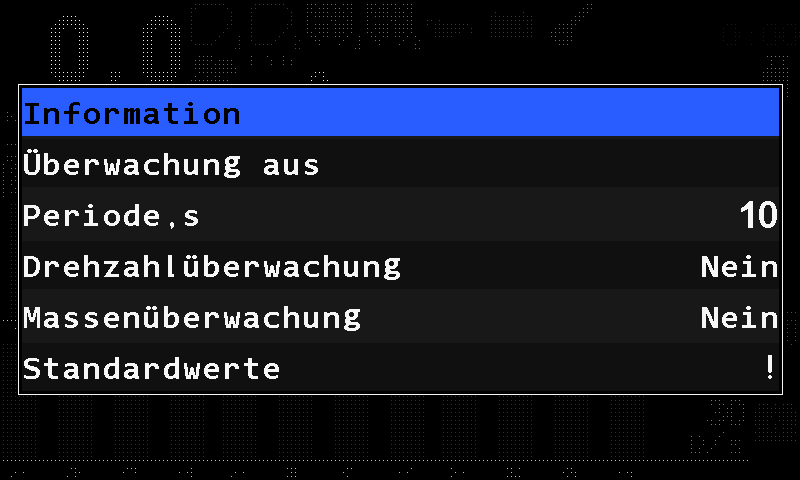 Information
Überwachung aus
Periode,s 10
Drehzahlüberwachung Nein
Massenüberwachung Nein
Standardwerte !